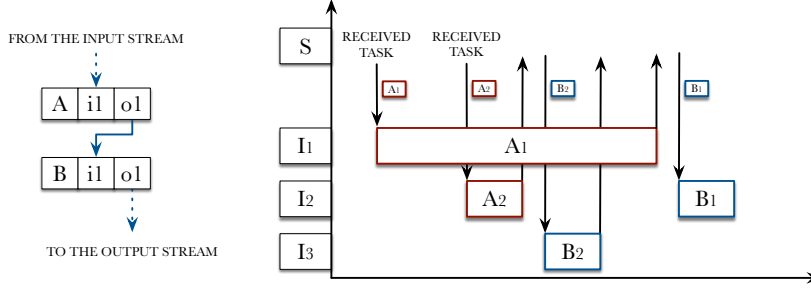 FROM THE INPUT STREAM
A i1 o1
B i1 o1
TO THE OUTPUT STREAM
S
I1
I2
I3
RECEIVED
TASK
RECEIVED
TASK
A1
A2
B2
B1
A1
A2
B1
B2